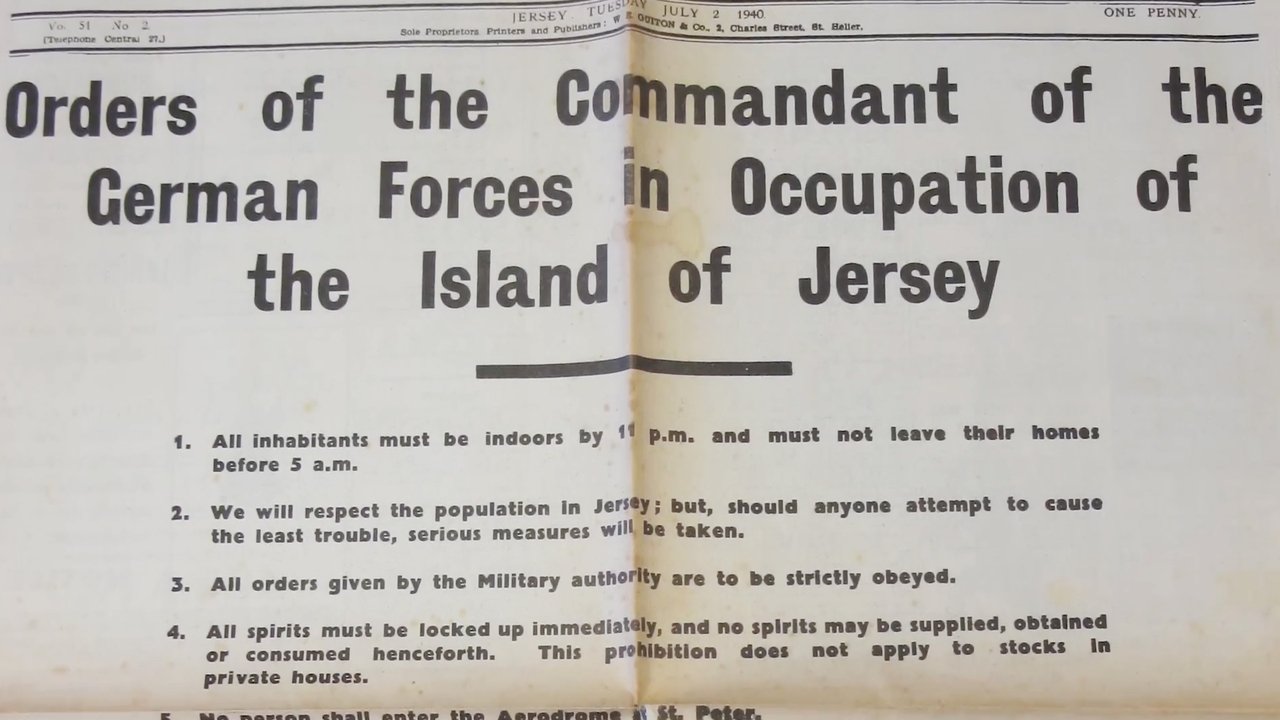 Vo. 51 No 2.
(Telephone Central 27.)
JERSEY. TUESDAY JULY 2 1940.
Sole Proprietors, Printers and Publishers: W. E. GUITON & Co., 2, Charles Street, St. Helier.
ONE PENNY.
Orders of the Commandant of the
German Forces in Occupation of
the Island of Jersey
1. All inhabitants must be indoors by 11 p.m. and must not leave their homes
before 5 a.m.
2. We will respect the population in Jersey; but, should anyone attempt to cause
the least trouble, serious measures will be taken.
3. All orders given by the Military authority are to be strictly obeyed.
4. All spirits must be locked up immediately, and no spirits may be supplied, obtained
or consumed henceforth. This prohibition does not apply to stocks in
private houses.
5. No person shall enter the Aerodrome at St. Peter.